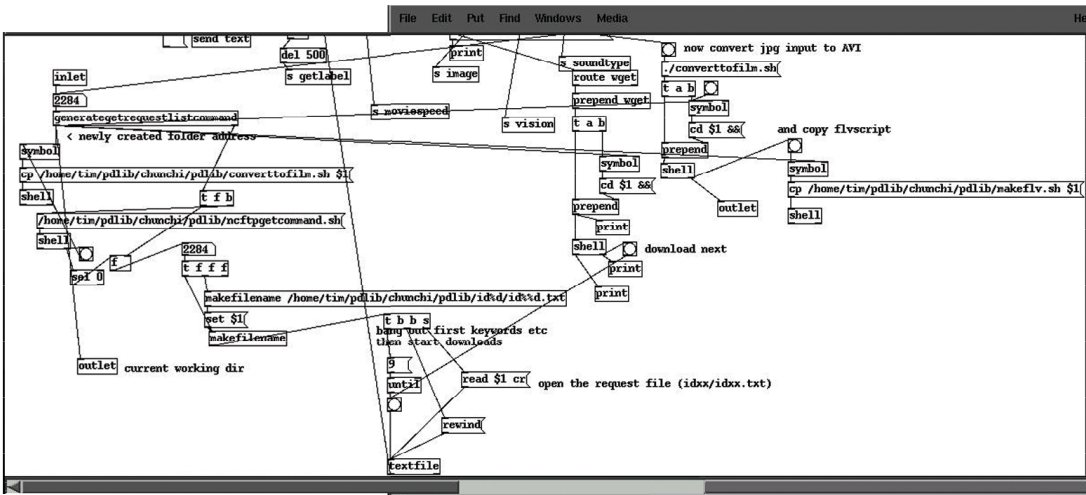 File Edit Put Find Windows Media He
send text
del 500
s getlabel
print
s image
s moviespeed
s vision
s soundtype
route wget
prepend wget
t a b
symbol
cd $1 &&
prepend
print
shell
download next
print
print
now convert jpg input to AVI
./converttofilm.sh
t a b
symbol
cd $1 &&
prepend
shell
outlet
and copy flvscript
symbol
cp /home/tim/pdlib/chunchi/pdlib/makeflv.sh $1
shell
inlet
2284
generategetrequestlistcommand
< newly created folder address
symbol
cp /home/tim/pdlib/chunchi/pdlib/converttofilm.sh $1
shell
t f b
/home/tim/pdlib/chunchi/pdlib/ncftpgetcommand.sh
shell
sel 0
f
2284
t f f f
makefilename /home/tim/pdlib/chunchi/pdlib/id%d/id%%d.txt
set $1
makefilename
t b b s
bang out first keywords etc
then start downloads
outlet
current working dir
9
until
read $1 cr
open the request file (idxx/idxx.txt)
rewind
textfile